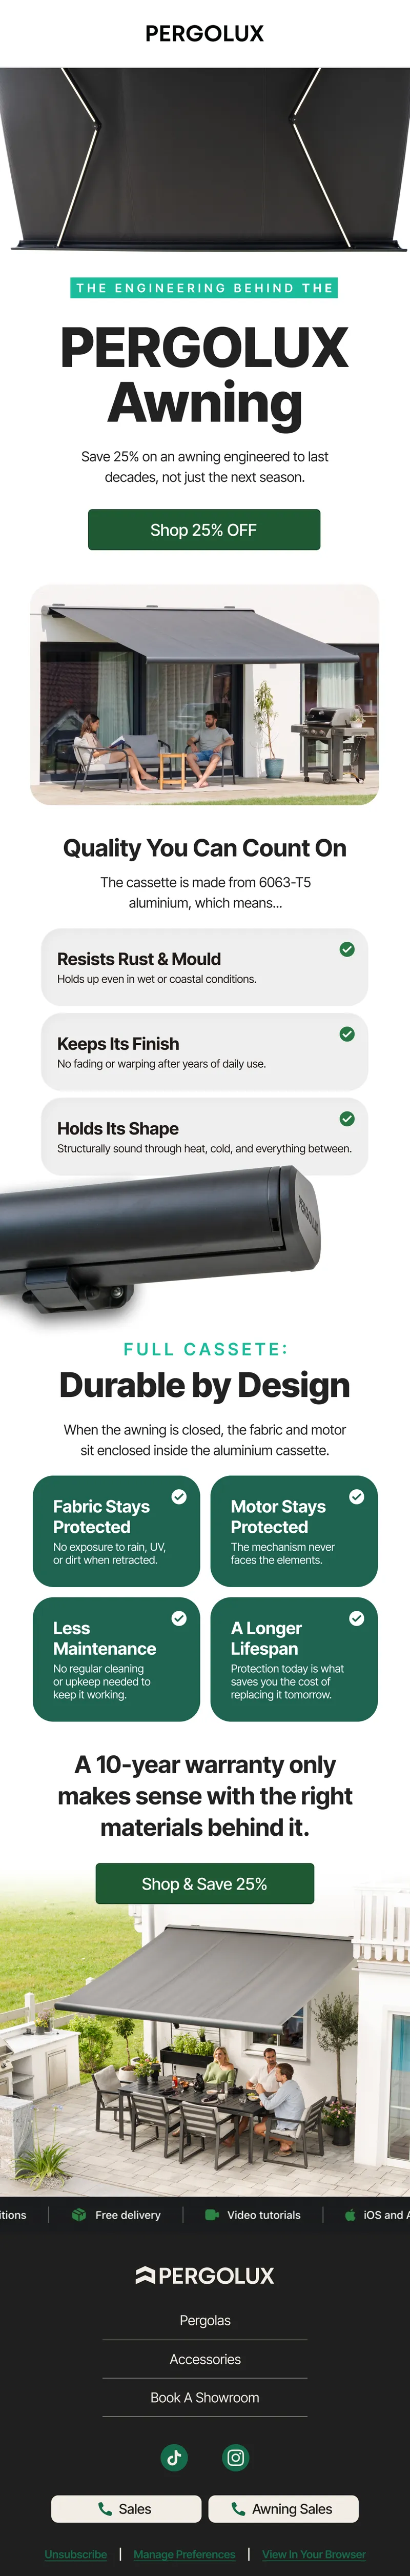 PERGOLUX
THE ENGINEERING BEHIND THE
PERGOLUX
Awning
Save 25% on an awning engineered to last
decades, not just the next season.
Shop 25% OFF
Quality You Can Count On
The cassette is made from 6063-T5
aluminium, which means...
Resists Rust & Mould
Holds up even in wet or coastal conditions.
Keeps Its Finish
No fading or warping after years of daily use.
Holds Its Shape
Structurally sound through heat, cold, and everything between.
PERGOLUX
FULL CASSETE:
Durable by Design
When the awning is closed, the fabric and motor
sit enclosed inside the aluminium cassette.
Fabric Stays
Protected
No exposure to rain, UV,
or dirt when retracted.
Motor Stays
Protected
The mechanism never
faces the elements.
Less
Maintenance
No regular cleaning
or upkeep needed to
keep it working.
A Longer
Lifespan
Protection today is what
saves you the cost of
replacing it tomorrow.
A 10-year warranty only
makes sense with the right
materials behind it.
Shop & Save 25%
itions | Free delivery | Video tutorials | iOS and A
PERGOLUX
Pergolas
Accessories
Book A Showroom
Sales
Awning Sales
Unsubscribe | Manage Preferences | View In Your Browser